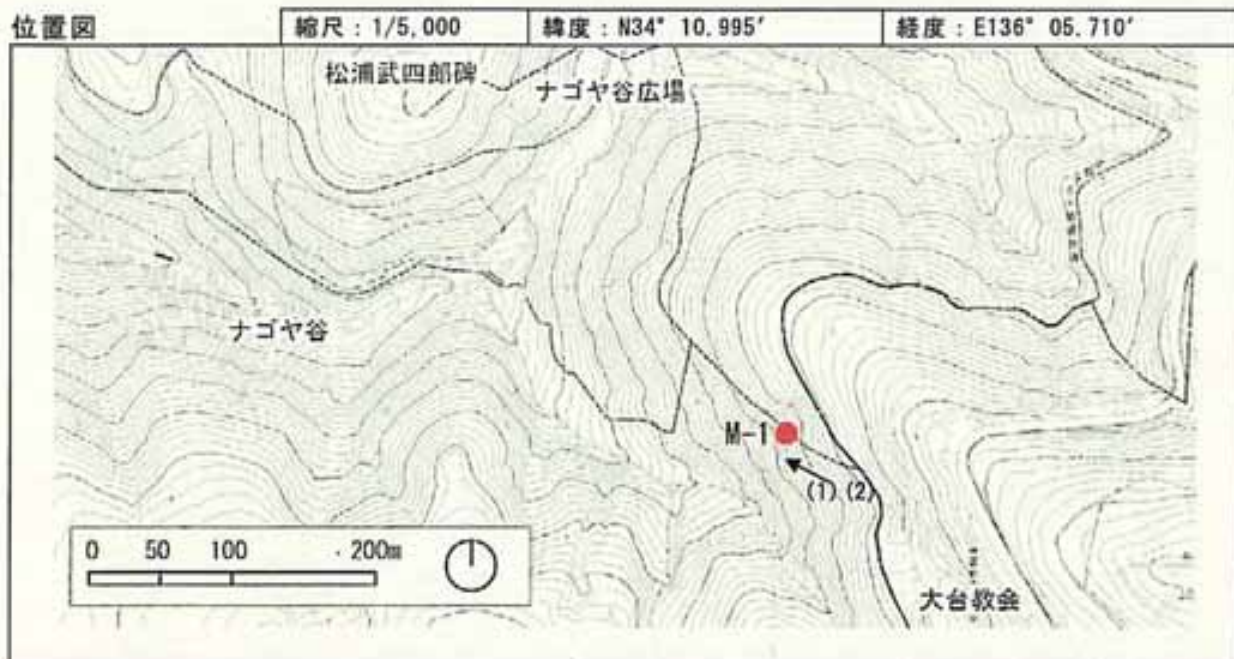 位置図
縮尺：1/5,000
緯度：N34° 10.995′
経度：E136° 05.710′
松浦武四郎碑
ナゴヤ谷広場
ナゴヤ谷
M-1
(1) (2)
0 50 100 200m
大台教会